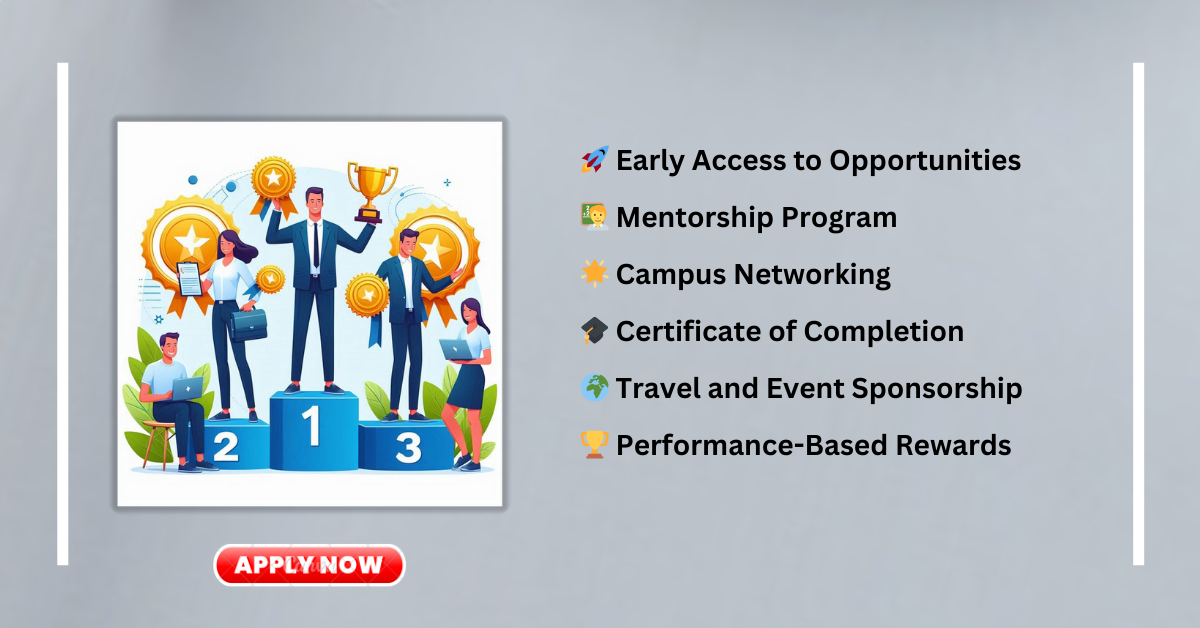 Early Access to Opportunities
Mentorship Program
Campus Networking
Certificate of Completion
Travel and Event Sponsorship
Performance-Based Rewards
1
2
3
APPLY NOW
Canva